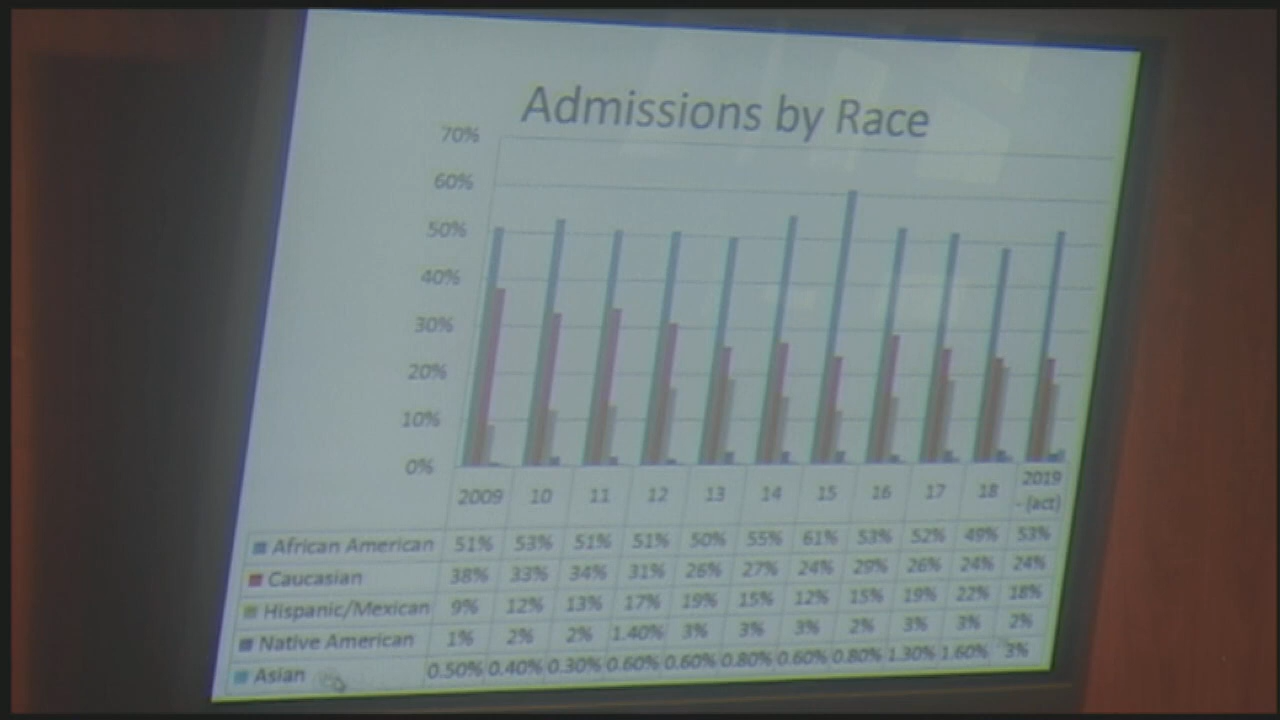 Admissions by Race
70%
60%
50%
40%
30%
20%
10%
0%
2009 10 11 12 13 14 15 16 17 18 2019 - (act)
African American 51% 53% 51% 51% 50% 55% 61% 53% 52% 49% 53%
Caucasian 38% 33% 34% 31% 26% 27% 24% 29% 26% 24% 24%
Hispanic/Mexican 9% 12% 13% 17% 19% 15% 12% 15% 19% 22% 18%
Native American 1% 2% 2% 1.40% 3% 3% 3% 2% 3% 3% 2%
Asian 0.50% 0.40% 0.30% 0.60% 0.60% 0.80% 0.60% 0.80% 1.30% 1.60% 3%